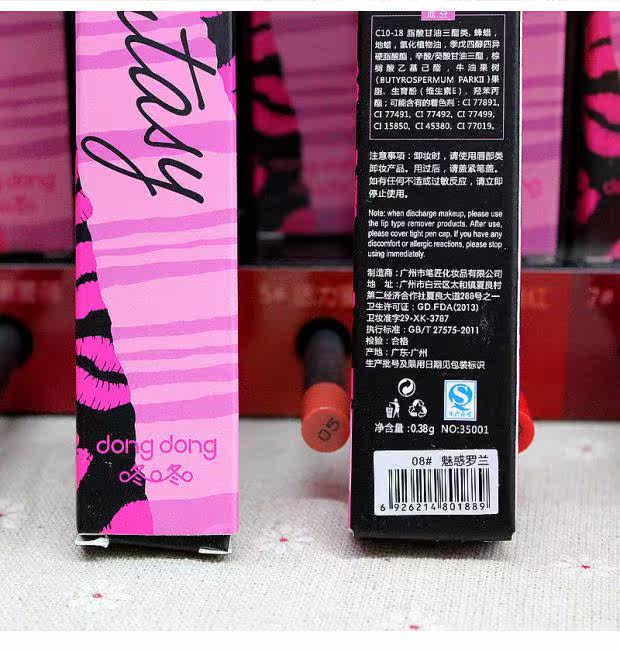 ntasy
dong dong
咚咚
成分
C10-18 脂酸甘油三酯类, 蜂蜡,
地蜡, 氢化植物油, 季戊四醇四异
硬脂酸酯, 辛酸/癸酸甘油三酯, 棕
榈酸乙基己酯, 牛油果树
(BUTYROSPERMUM PARKII)果
脂、生育酚(维生素E)、羟苯丙
酯; 可能含有的着色剂: CI 77891,
CI 77491, CI 77492, CI 77499,
CI 15850, CI 45380, CI 77019。
注意事项: 卸妆时, 请使用唇部类
卸妆产品。用过后, 请盖紧笔盖。
如有任何不适或过敏反应, 请立即
停止使用。
Note: when discharge makeup, please use
the lip type remover products. After use,
please cover tight pen cap. If you have any
discomfort or allergic reactions, please stop
using immediately.
制造商: 广州市笔匠化妆品有限公司
地 址: 广州市白云区太和镇夏良村
第二经济合作社夏良大道288号之一
卫生许可证: GD.FDA(2013)
卫妆准字29-XK-3787
执行标准: GB/T 27575-2011
检验: 合格
产地: 广东·广州
生产批号及限用日期见包装标识
生产许可
净含量: 0.38g NO:35001
08# 魅惑罗兰
6 926214 801889
05
dong dong